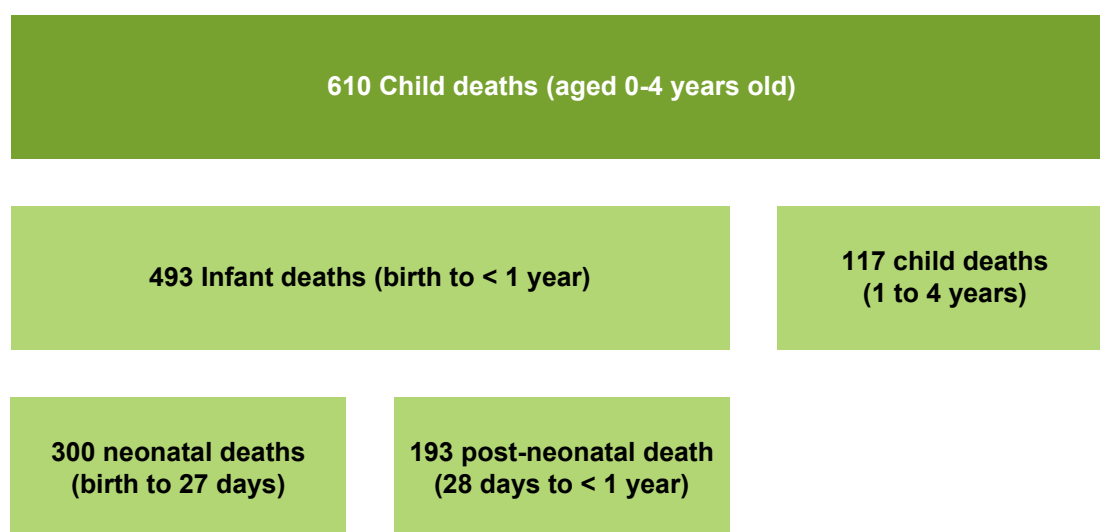 610 Child deaths (aged 0-4 years old)
493 Infant deaths (birth to < 1 year)
117 child deaths
(1 to 4 years)
300 neonatal deaths
(birth to 27 days)
193 post-neonatal death
(28 days to < 1 year)